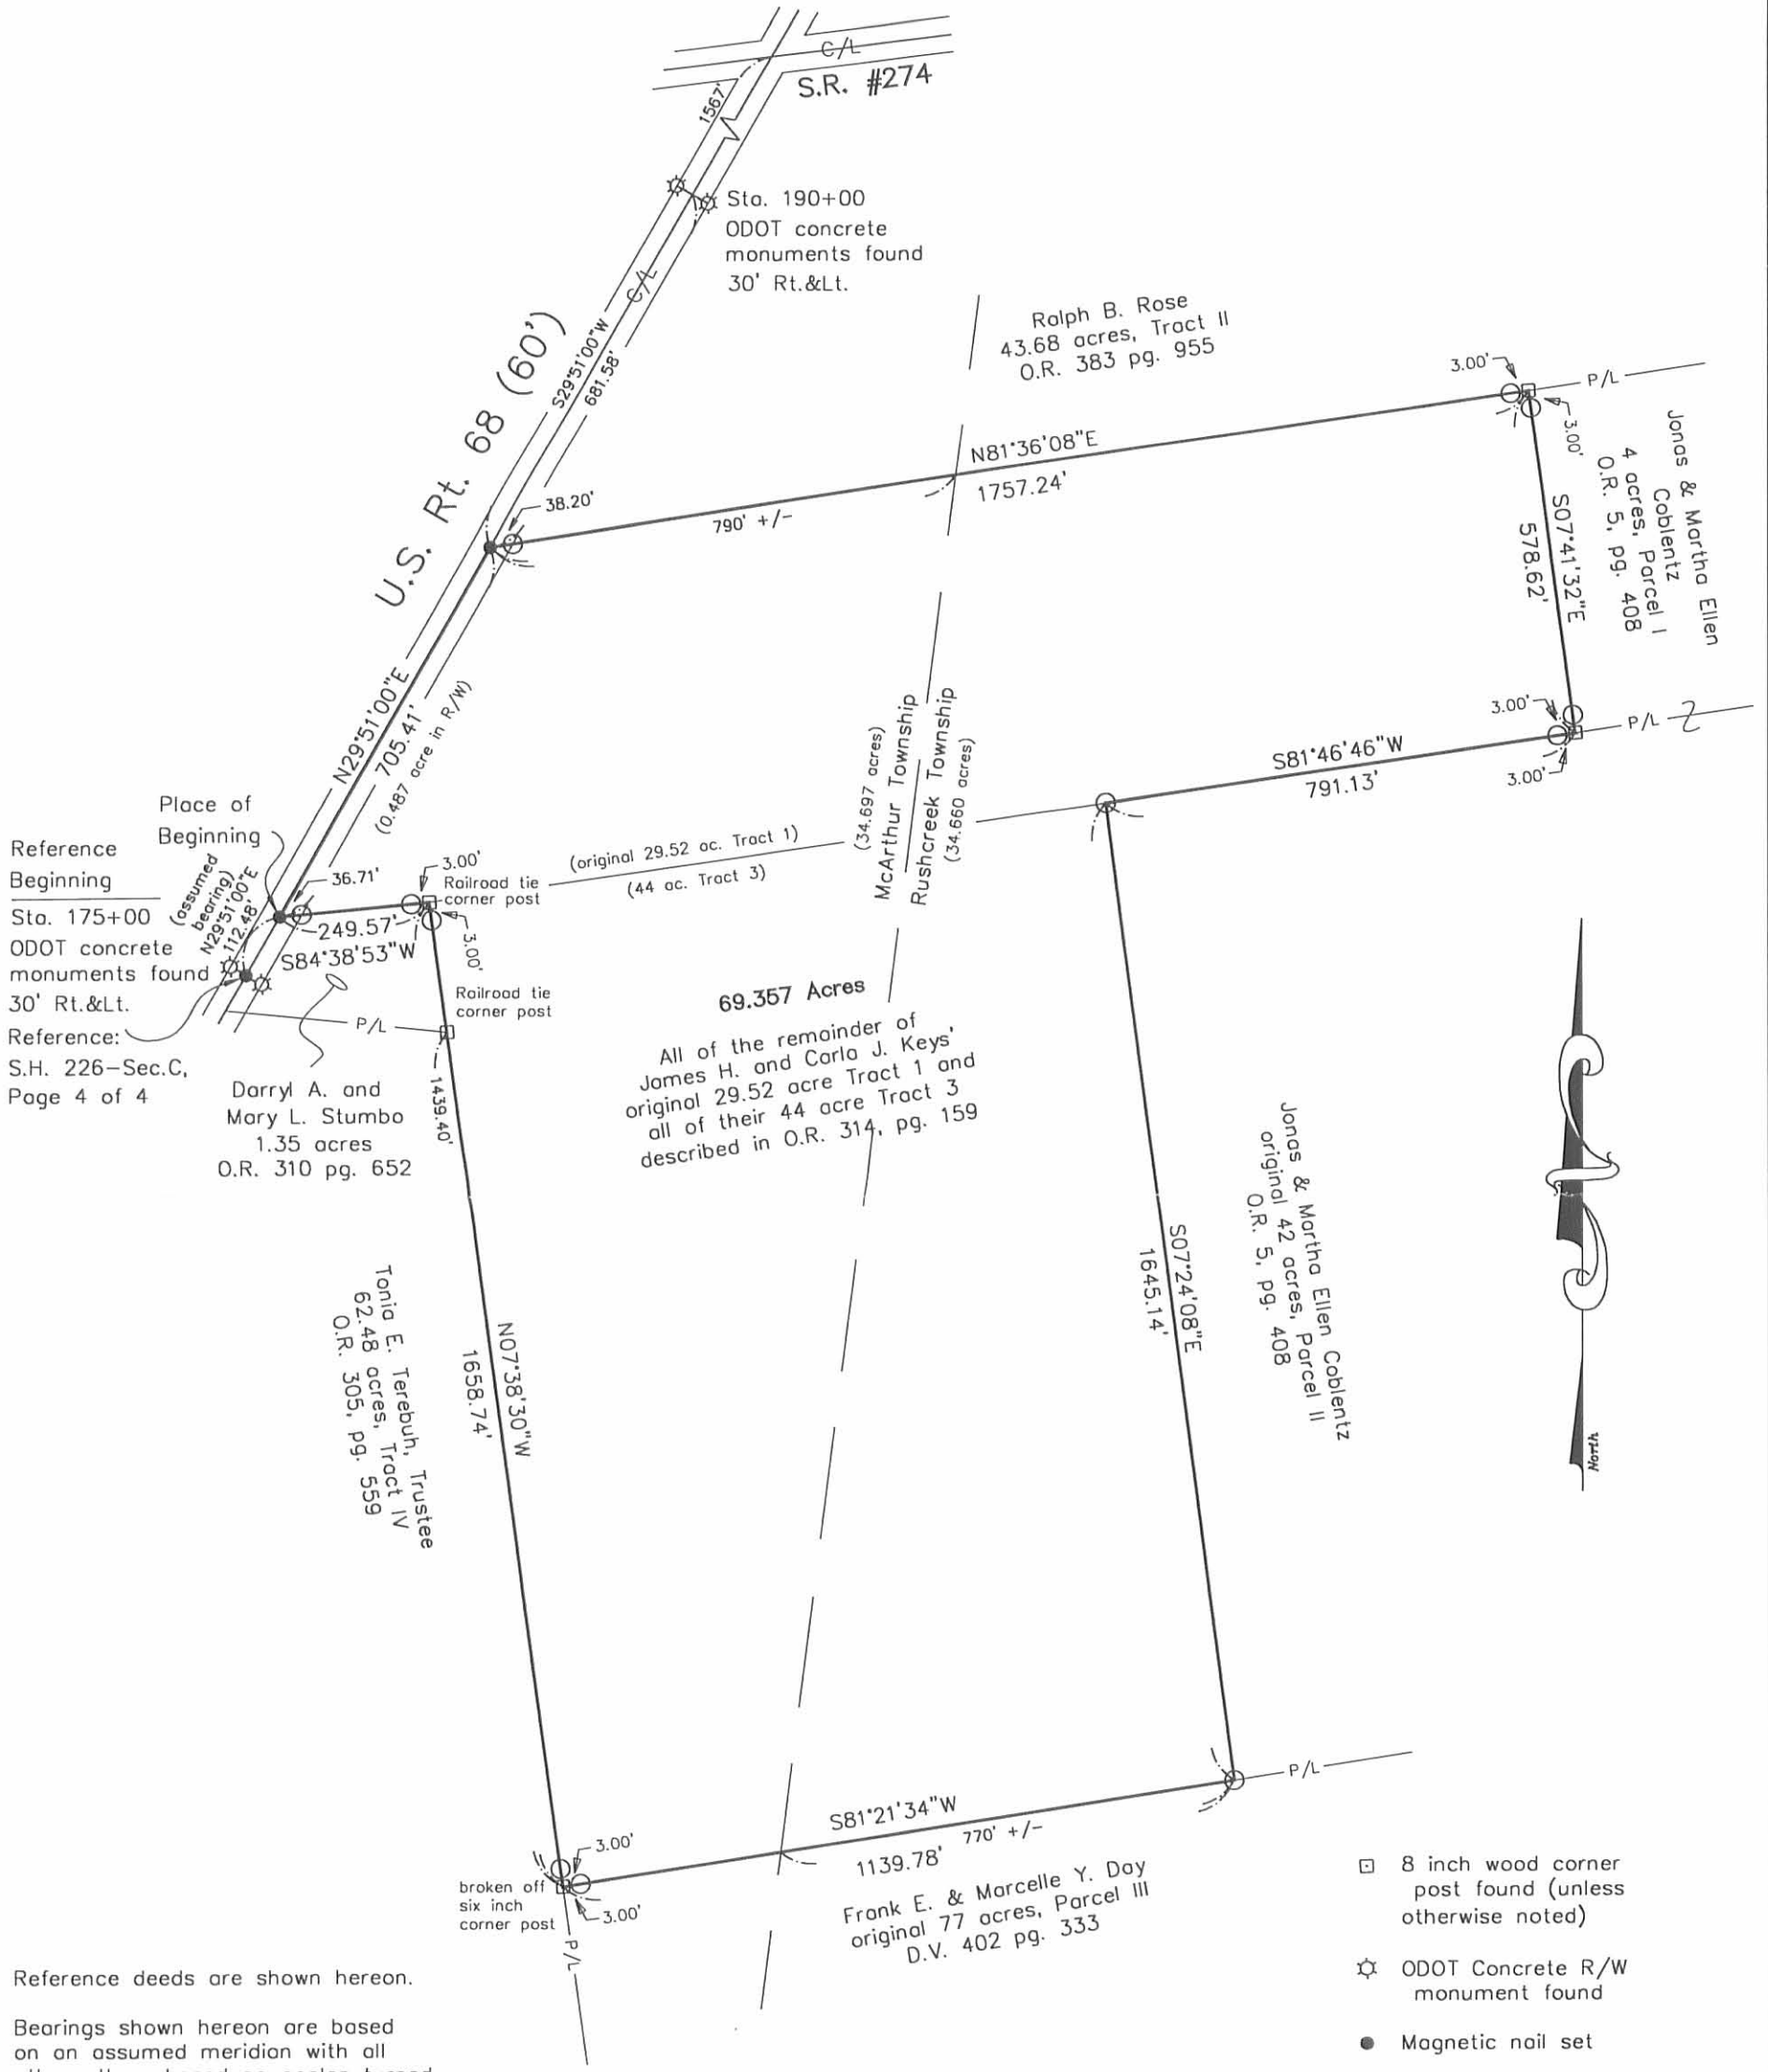 C/L
S.R. #274
1567'
Sta. 190+00
ODOT concrete
monuments found
30' Rt.&Lt.
C/L
S29°51'00"W
681.58'
U.S. Rt. 68 (60')
Ralph B. Rose
43.68 acres, Tract II
O.R. 383 pg. 955
3.00'
P/L
3.00'
N81°36'08"E
1757.24'
38.20'
790' +/-
Jonas & Martha Ellen
Coblentz
4 acres, Parcel I
O.R. 5, pg. 408
S07°41'32"E
578.62'
3.00'
P/L
2
3.00'
S81°46'46"W
791.13'
N29°51'00"E
705.41'
(0.487 acre in R/W)
(34.697 acres)
McArthur Township
Rushcreek Township
(34.660 acres)
Place of
Beginning
Reference
Beginning
Sta. 175+00
ODOT concrete
monuments found
30' Rt.&Lt.
Reference:
S.H. 226-Sec.C,
Page 4 of 4
(assumed
bearing)
N29°51'00"E
112.48'
36.71'
3.00'
Railroad tie
corner post
(original 29.52 ac. Tract 1)
(44 ac. Tract 3)
249.57'
S84°38'53"W
3.00'
Railroad tie
corner post
P/L
1439.40'
Darryl A. and
Mary L. Stumbo
1.35 acres
O.R. 310 pg. 652
69.357 Acres
All of the remainder of
James H. and Carla J. Keys'
original 29.52 acre Tract 1 and
all of their 44 acre Tract 3
described in O.R. 314, pg. 159
Jonas & Martha Ellen Coblentz
original 42 acres, Parcel II
O.R. 5, pg. 408
S07°24'08"E
1645.14'
North
Tonia E. Terebuh, Trustee
62.48 acres, Tract IV
O.R. 305, pg. 559
N07°38'30"W
1658.74'
P/L
S81°21'34"W
770' +/-
1139.78'
3.00'
broken off
six inch
corner post
3.00'
P/L
Frank E. & Marcelle Y. Day
original 77 acres, Parcel III
D.V. 402 pg. 333
8 inch wood corner
post found (unless
otherwise noted)
ODOT Concrete R/W
monument found
Magnetic nail set
Reference deeds are shown hereon.
Bearings shown hereon are based
on an assumed meridian with all